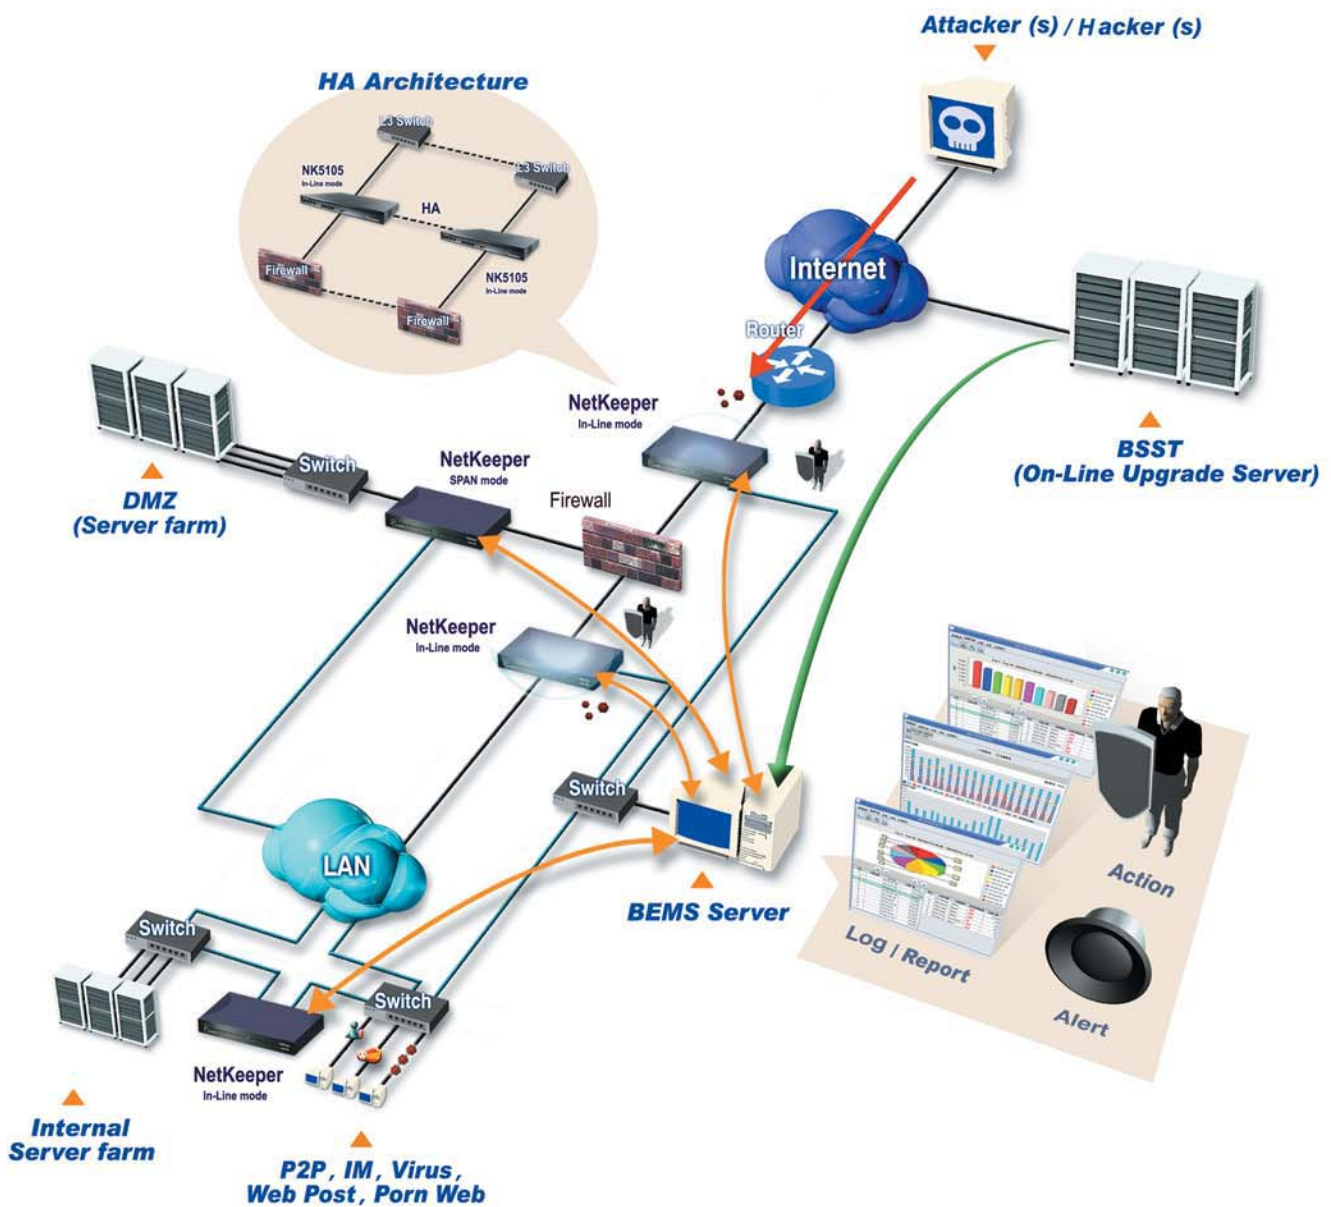 Attacker (s) / Hacker (s)
HA Architecture
L3 Switch
L3 Switch
NK5105
In-Line mode
HA
NK5105
In-Line mode
Firewall
Firewall
Internet
Router
NetKeeper
In-Line mode
BSST
(On-Line Upgrade Server)
Switch
NetKeeper
SPAN mode
DMZ
(Server farm)
Firewall
NetKeeper
In-Line mode
Switch
LAN
BEMS Server
Action
Log / Report
Alert
Switch
Switch
NetKeeper
In-Line mode
Internal
Server farm
P2P, IM, Virus,
Web Post, Porn Web